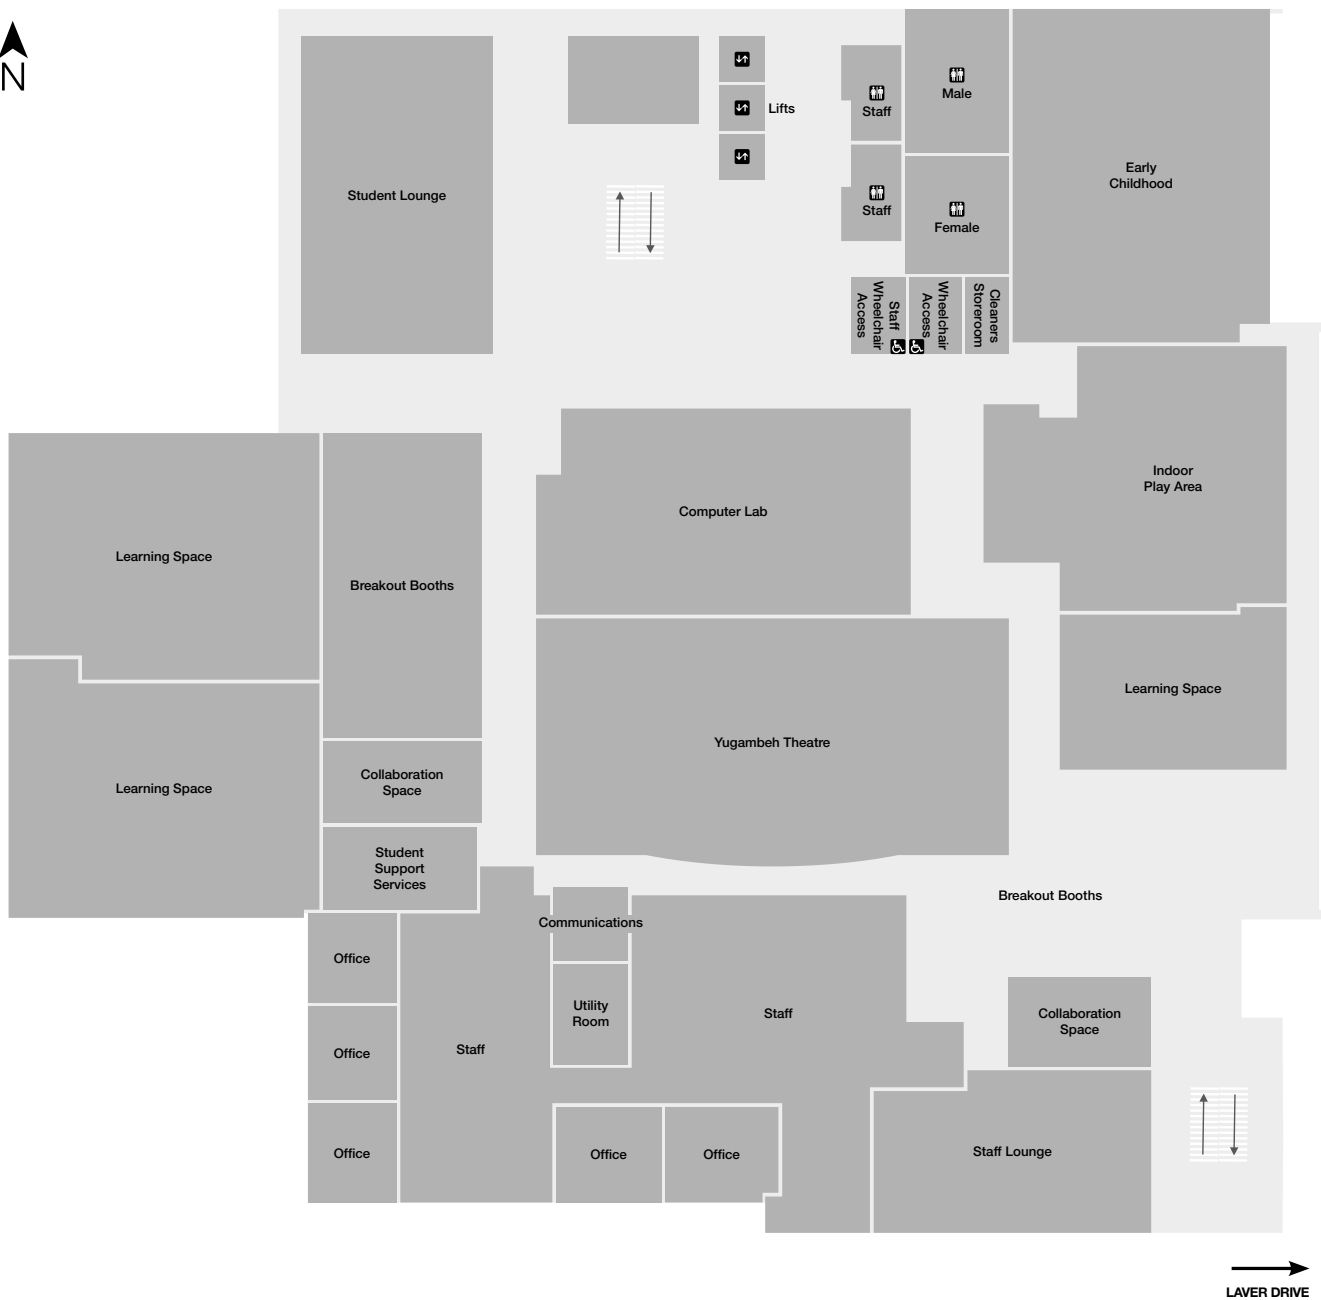 N
Student Lounge
Lifts
Staff
Male
Staff
Female
Early
Childhood
Staff
Wheelchair
Access
Wheelchair
Access
Cleaners
Storeroom
Learning Space
Breakout Booths
Computer Lab
Indoor
Play Area
Learning Space
Collaboration
Space
Yugambeh Theatre
Learning Space
Student
Support
Services
Breakout Booths
Communications
Office
Utility
Room
Staff
Collaboration
Space
Office
Staff
Office
Office
Office
Staff Lounge
LAVER DRIVE